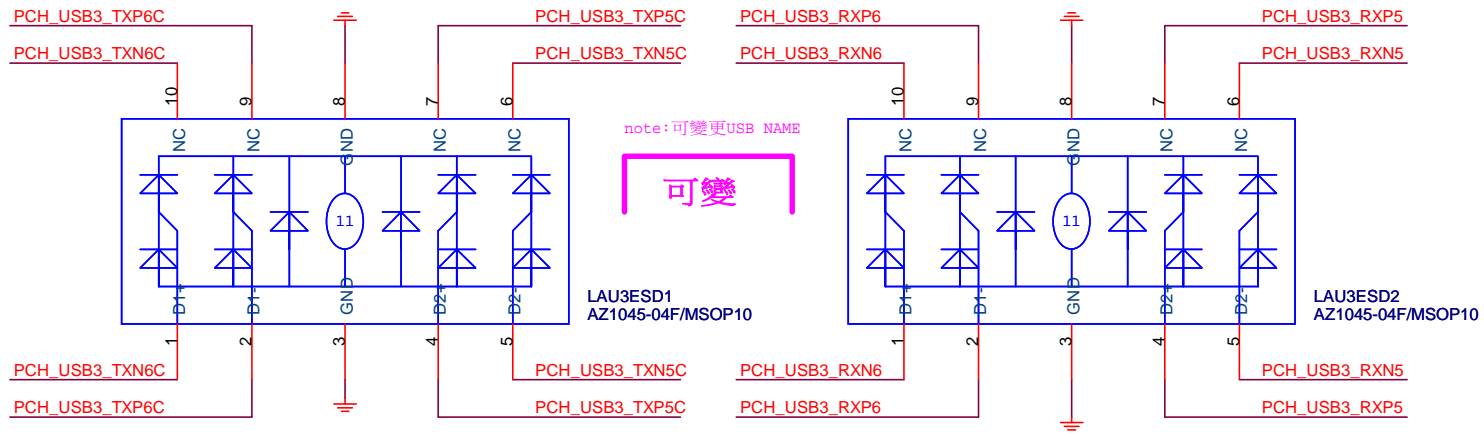 PCH_USB3_TXP6C
PCH_USB3_TXP5C
PCH_USB3_RXP6
PCH_USB3_RXP5
PCH_USB3_TXN6C
PCH_USB3_TXN5C
PCH_USB3_RXN6
PCH_USB3_RXN5
10
9
8
7
6
10
9
8
7
6
NC
NC
GND
NC
NC
NC
NC
GND
NC
NC
note:可變更USB NAME
可變
11
11
D1+
D1-
GND
D2+
D2-
D1+
D1-
GND
D2+
D2-
LAU3ESD1
AZ1045-04F/MSOP10
LAU3ESD2
AZ1045-04F/MSOP10
1
2
3
4
5
1
2
3
4
5
PCH_USB3_TXN6C
PCH_USB3_TXN5C
PCH_USB3_RXN6
PCH_USB3_RXN5
PCH_USB3_TXP6C
PCH_USB3_TXP5C
PCH_USB3_RXP6
PCH_USB3_RXP5